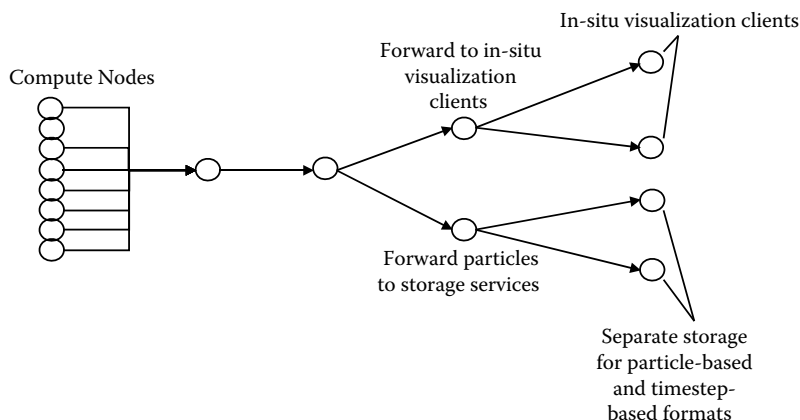 In-situ visualization clients
Forward to in-situ
visualization
clients
Compute Nodes
Forward particles
to storage services
Separate storage
for particle-based
and timestep-
based formats